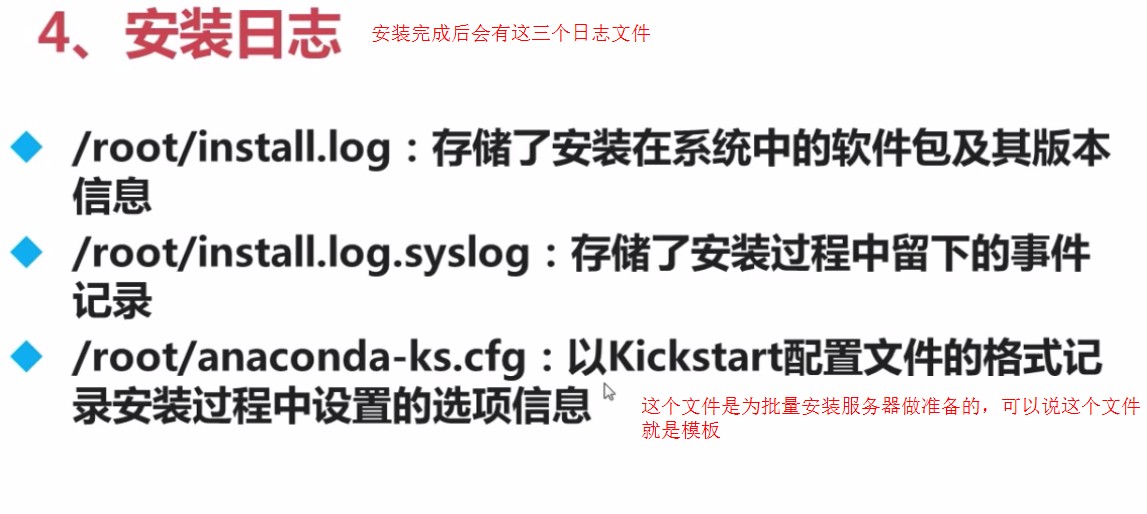 4、安装日志 安装完成后会有这三个日志文件
/root/install.log：存储了安装在系统中的软件包及其版本
信息
/root/install.log.syslog：存储了安装过程中留下的事件
记录
/root/anaconda-ks.cfg：以Kickstart配置文件的格式记
录安装过程中设置的选项信息
这个文件是为批量安装服务器做准备的，可以说这个文件
就是模板